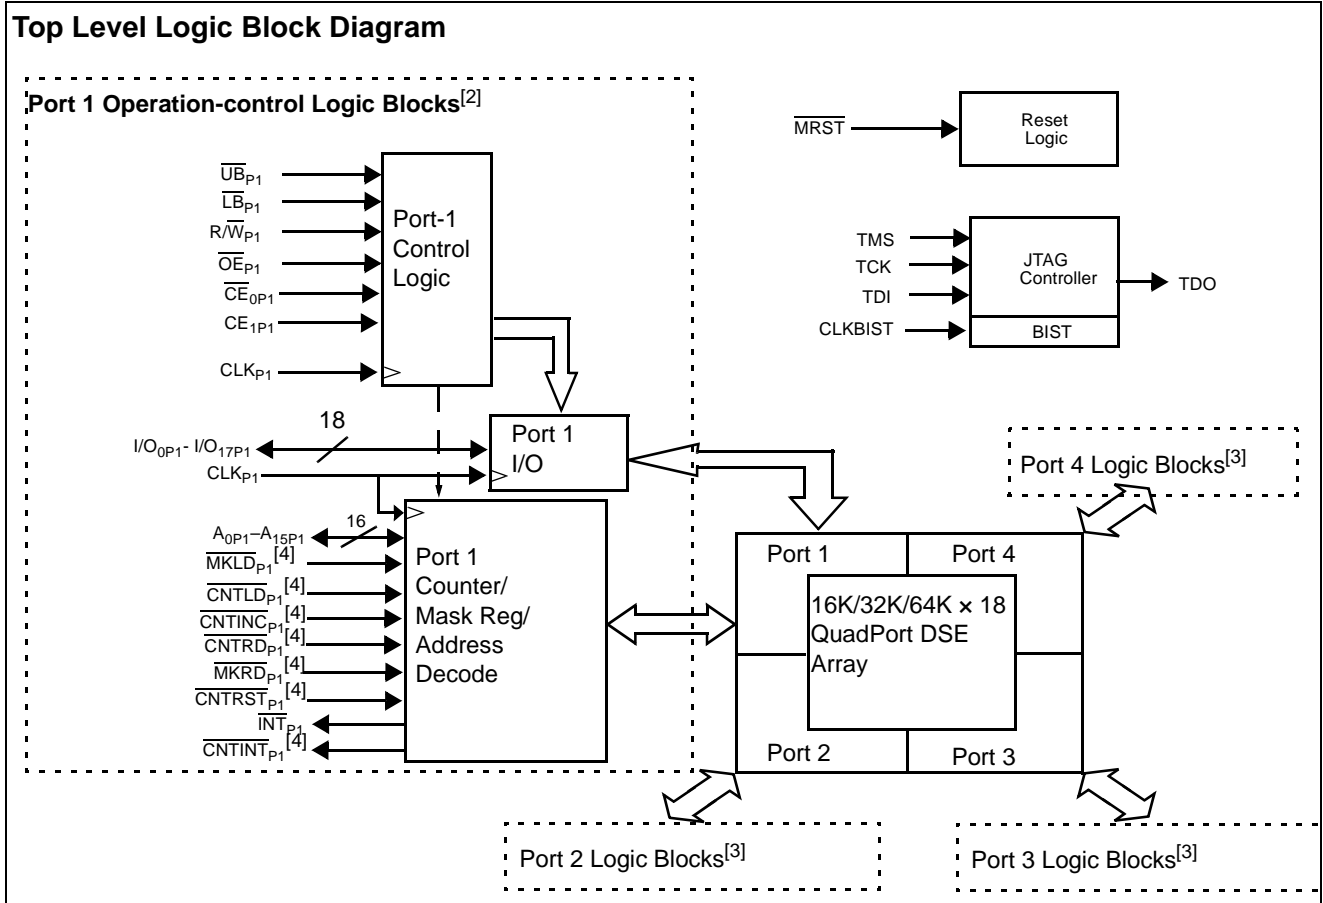 Top Level Logic Block Diagram
Port 1 Operation-control Logic Blocks[2]
MRST
Reset
Logic
UBP1
LBP1
R/WP1
OEP1
CE0P1
CE1P1
CLKP1
Port-1
Control
Logic
TMS
TCK
TDI
CLKBIST
JTAG
Controller
BIST
TDO
18
I/O0P1- I/O17P1
CLKP1
Port 1
I/O
Port 4 Logic Blocks[3]
16
A0P1–A15P1
MKLDP1[4]
CNTLDP1[4]
CNTINCP1[4]
CNTRDP1[4]
MKRDP1[4]
CNTRSTP1[4]
INTP1
CNTINTP1[4]
Port 1
Counter/
Mask Reg/
Address
Decode
Port 1
Port 4
16K/32K/64K × 18
QuadPort DSE
Array
Port 2
Port 3
Port 2 Logic Blocks[3]
Port 3 Logic Blocks[3]